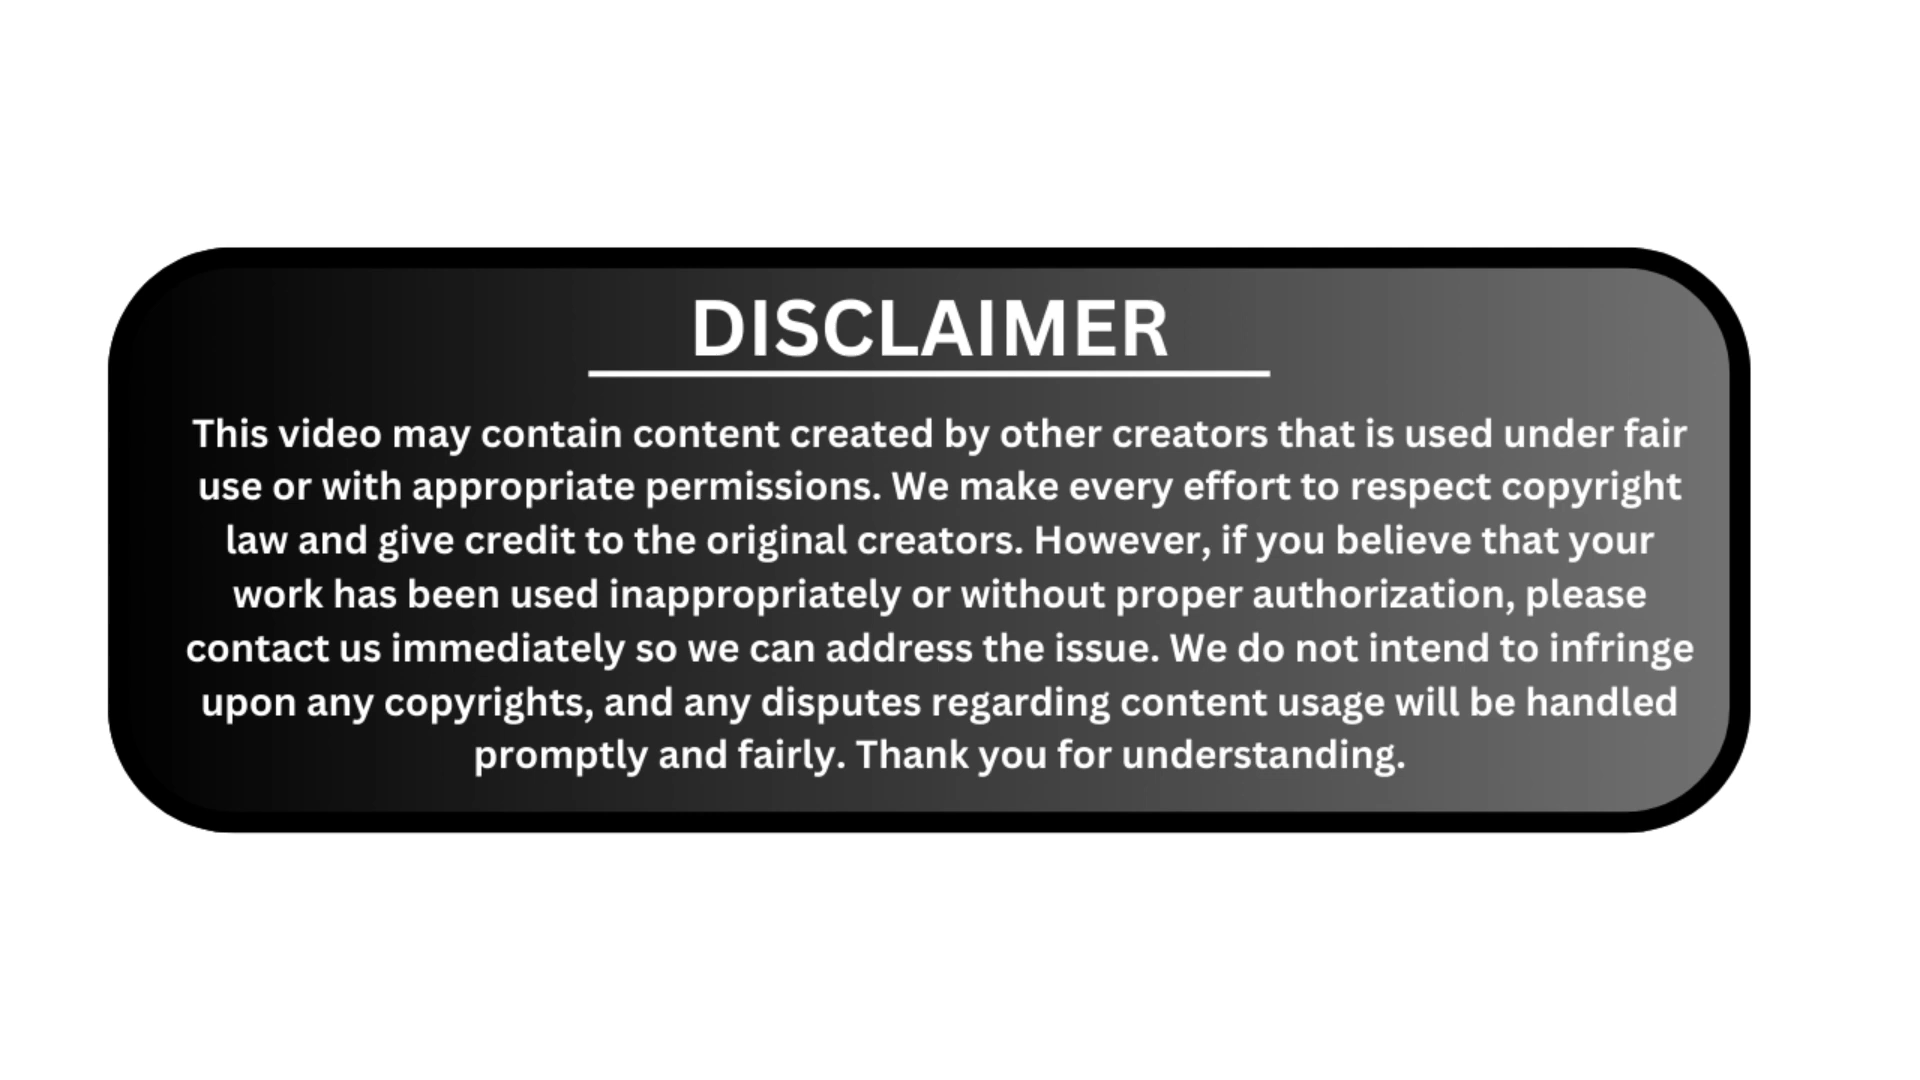 DISCLAIMER
This video may contain content created by other creators that is used under fair
use or with appropriate permissions. We make every effort to respect copyright
law and give credit to the original creators. However, if you believe that your
work has been used inappropriately or without proper authorization, please
contact us immediately so we can address the issue. We do not intend to infringe
upon any copyrights, and any disputes regarding content usage will be handled
promptly and fairly. Thank you for understanding.